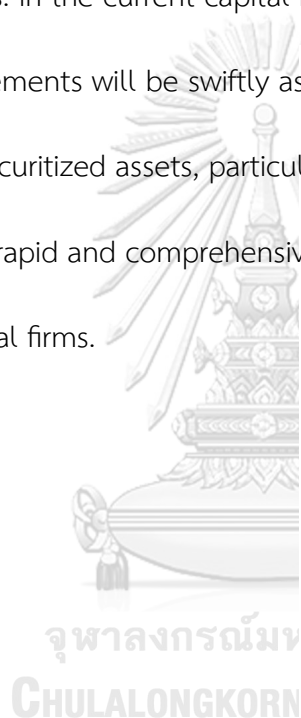 s. In the current capital
ements will be swiftly as
curitized assets, particul
rapid and comprehensiv
al firms.
จุฬาลงกรณ์มห
CHULALONGKORN